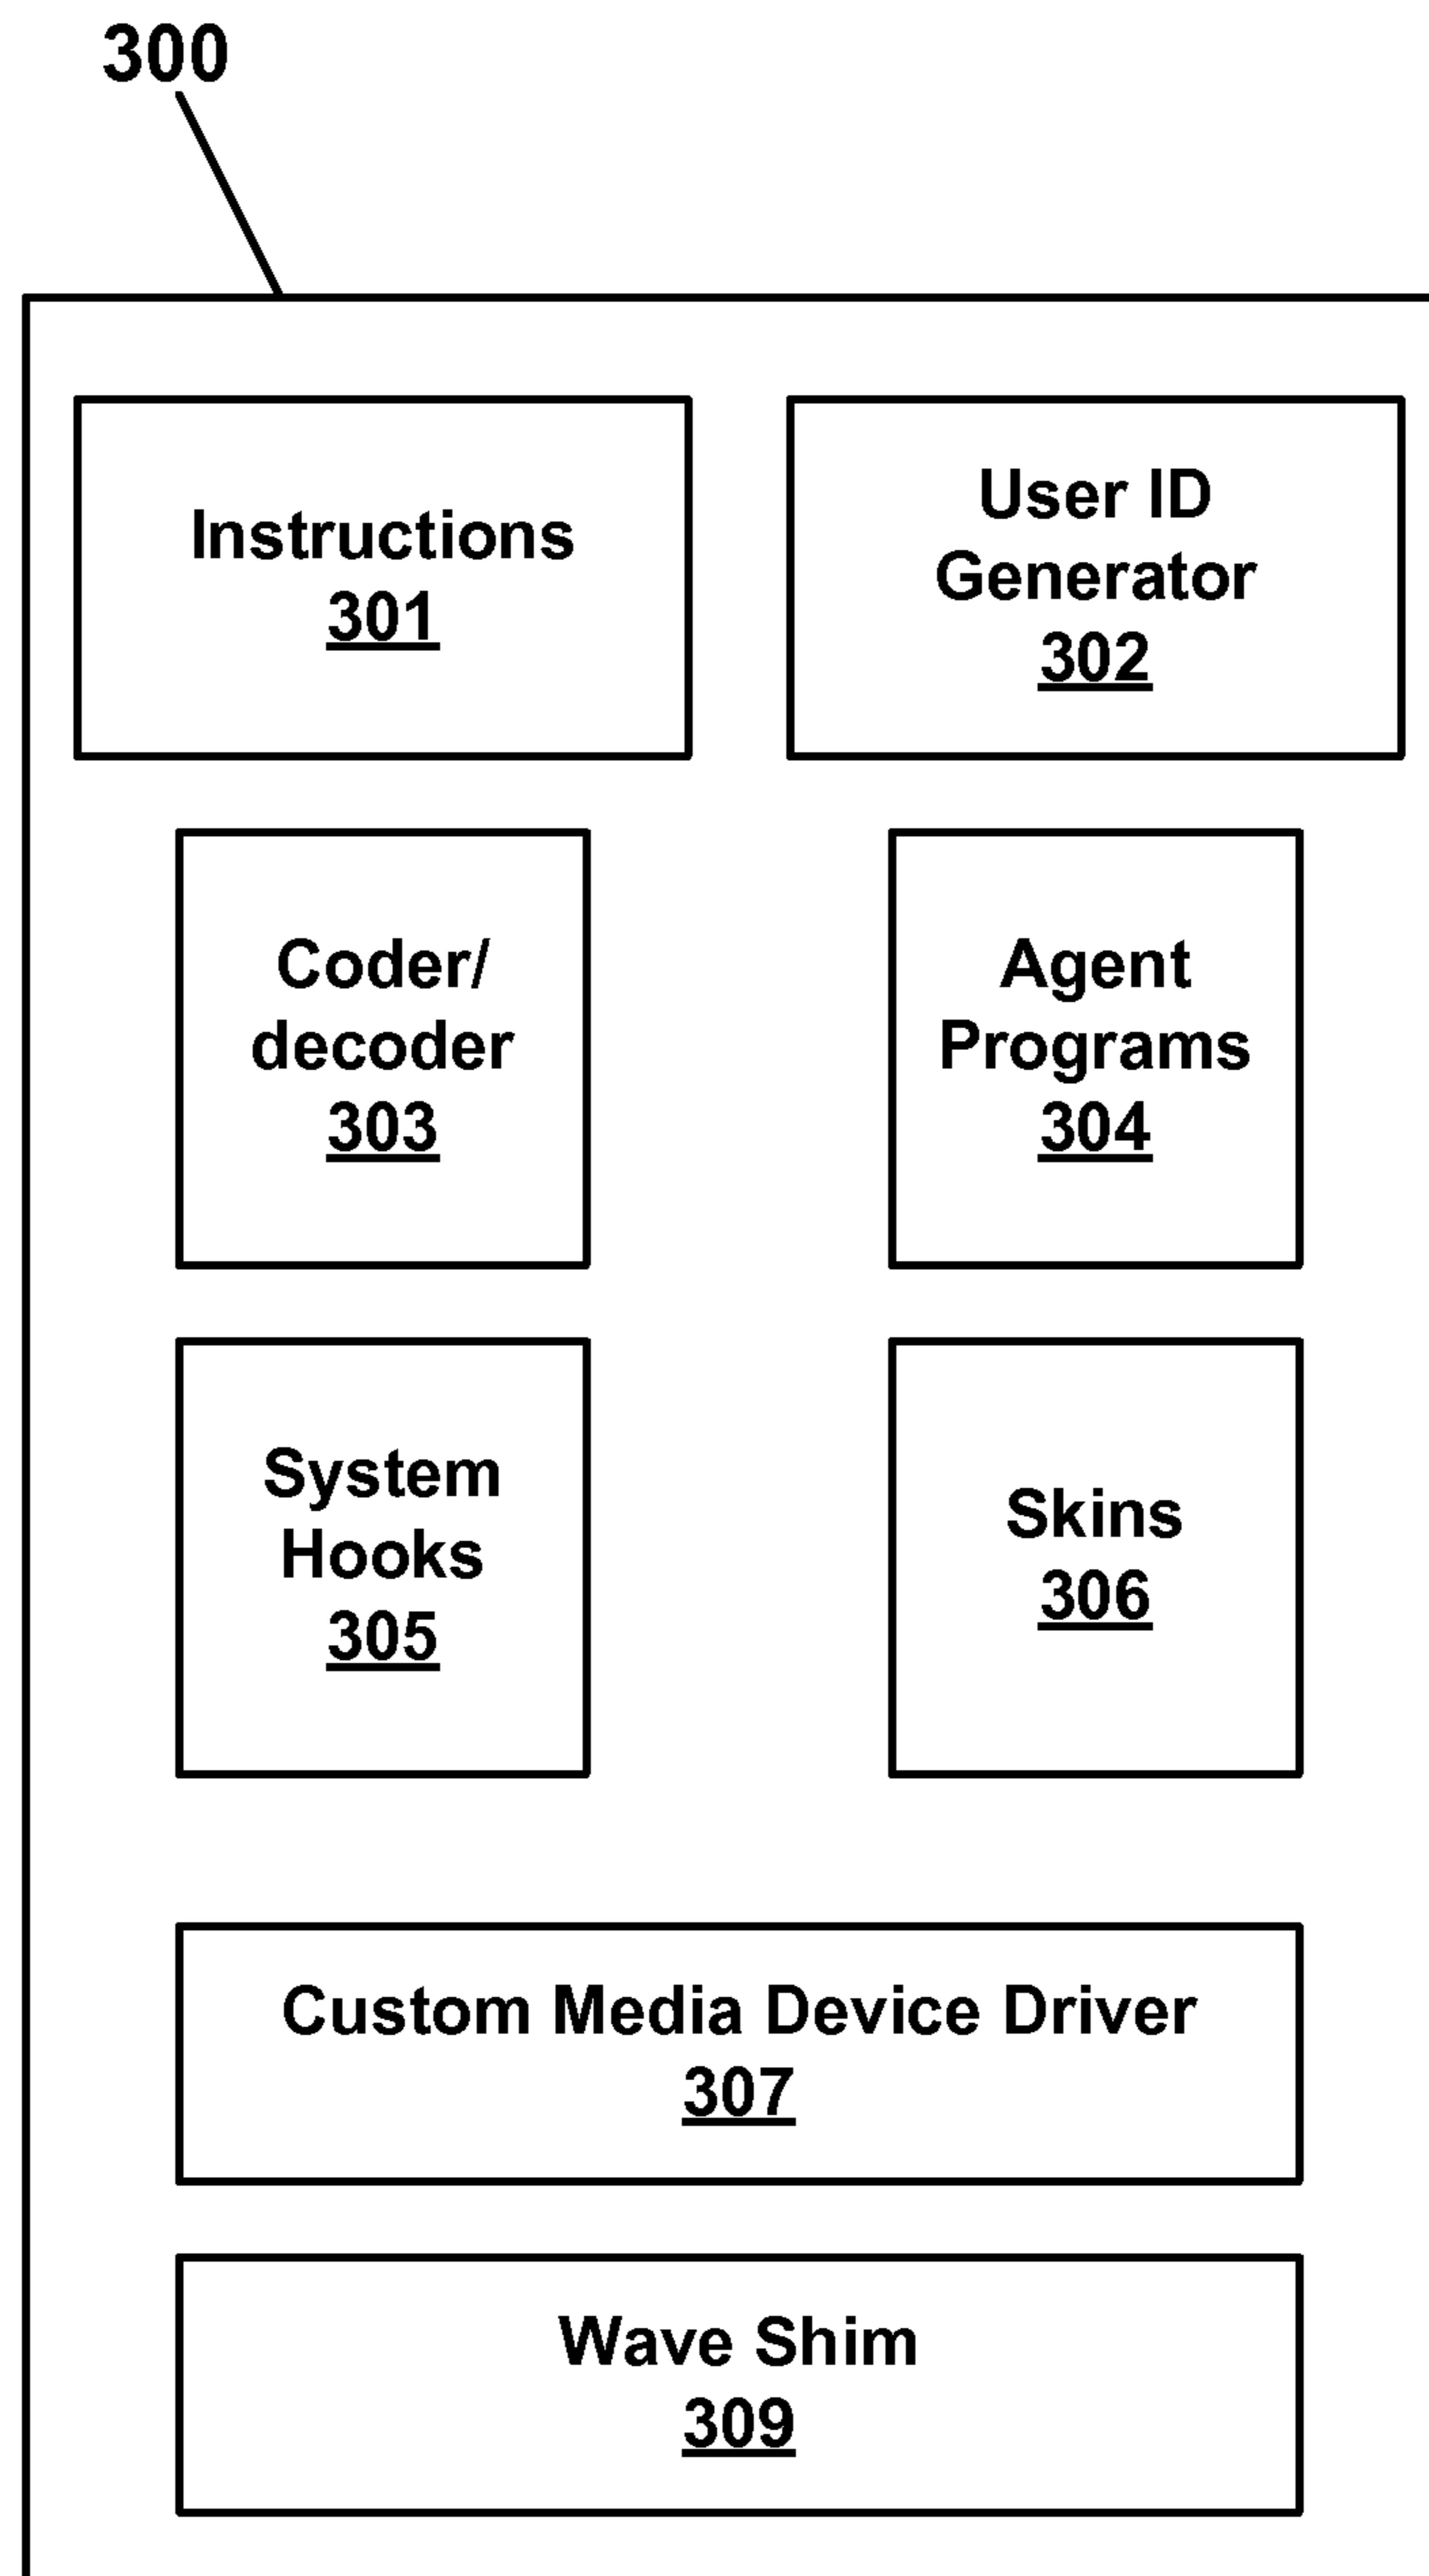 300
Instructions
301
User ID
Generator
302
Coder/
decoder
303
Agent
Programs
304
System
Hooks
305
Skins
306
Custom Media Device Driver
307
Wave Shim
309